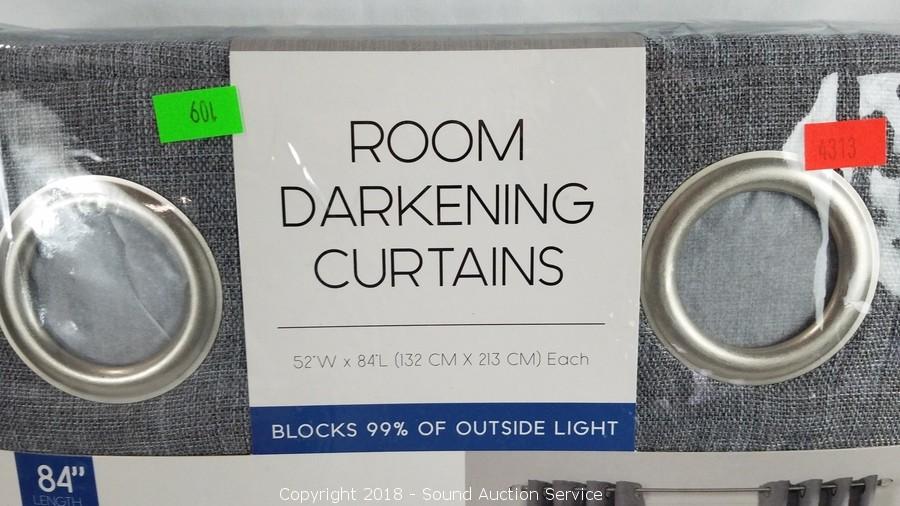 109
4313
ROOM
DARKENING
CURTAINS
52"W x 84"L (132 CM X 213 CM) Each
BLOCKS 99% OF OUTSIDE LIGHT
84”
LENGTH
Copyright 2018 - Sound Auction Service